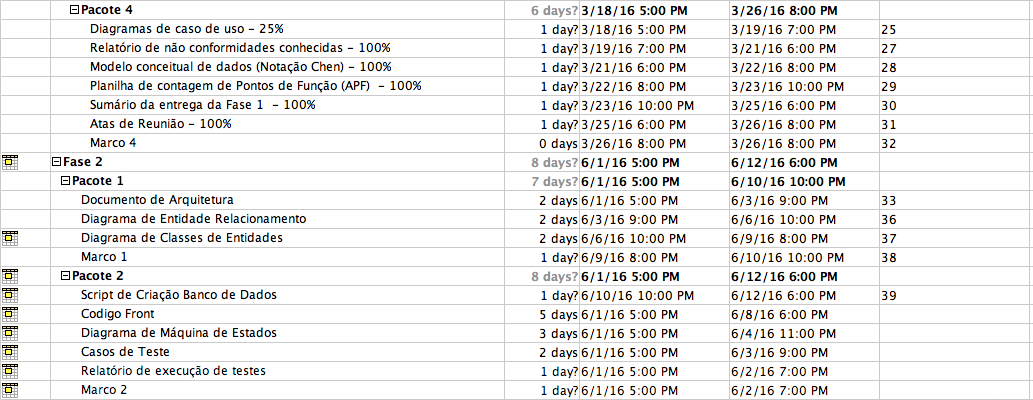 Pacote 4 6 days? 3/18/16 5:00 PM 3/26/16 8:00 PM
Diagramas de caso de uso - 25% 1 day? 3/18/16 5:00 PM 3/19/16 7:00 PM 25
Relatório de não conformidades conhecidas - 100% 1 day? 3/19/16 7:00 PM 3/21/16 6:00 PM 27
Modelo conceitual de dados (Notação Chen) - 100% 1 day? 3/21/16 6:00 PM 3/22/16 8:00 PM 28
Planilha de contagem de Pontos de Função (APF) - 100% 1 day? 3/22/16 8:00 PM 3/23/16 10:00 PM 29
Sumário da entrega da Fase 1 - 100% 1 day? 3/23/16 10:00 PM 3/25/16 6:00 PM 30
Atas de Reunião - 100% 1 day? 3/25/16 6:00 PM 3/26/16 8:00 PM 31
Marco 4 0 days 3/26/16 8:00 PM 3/26/16 8:00 PM 32
Fase 2 8 days? 6/1/16 5:00 PM 6/12/16 6:00 PM
Pacote 1 7 days? 6/1/16 5:00 PM 6/10/16 10:00 PM
Documento de Arquitetura 2 days 6/1/16 5:00 PM 6/3/16 9:00 PM 33
Diagrama de Entidade Relacionamento 2 days 6/3/16 9:00 PM 6/6/16 10:00 PM 36
Diagrama de Classes de Entidades 2 days 6/6/16 10:00 PM 6/9/16 8:00 PM 37
Marco 1 1 day? 6/9/16 8:00 PM 6/10/16 10:00 PM 38
Pacote 2 8 days? 6/1/16 5:00 PM 6/12/16 6:00 PM
Script de Criação Banco de Dados 1 day? 6/10/16 10:00 PM 6/12/16 6:00 PM 39
Codigo Front 5 days 6/1/16 5:00 PM 6/8/16 6:00 PM
Diagrama de Máquina de Estados 3 days 6/1/16 5:00 PM 6/4/16 11:00 PM
Casos de Teste 2 days 6/1/16 5:00 PM 6/3/16 9:00 PM
Relatório de execução de testes 1 day? 6/1/16 5:00 PM 6/2/16 7:00 PM
Marco 2 1 day? 6/1/16 5:00 PM 6/2/16 7:00 PM